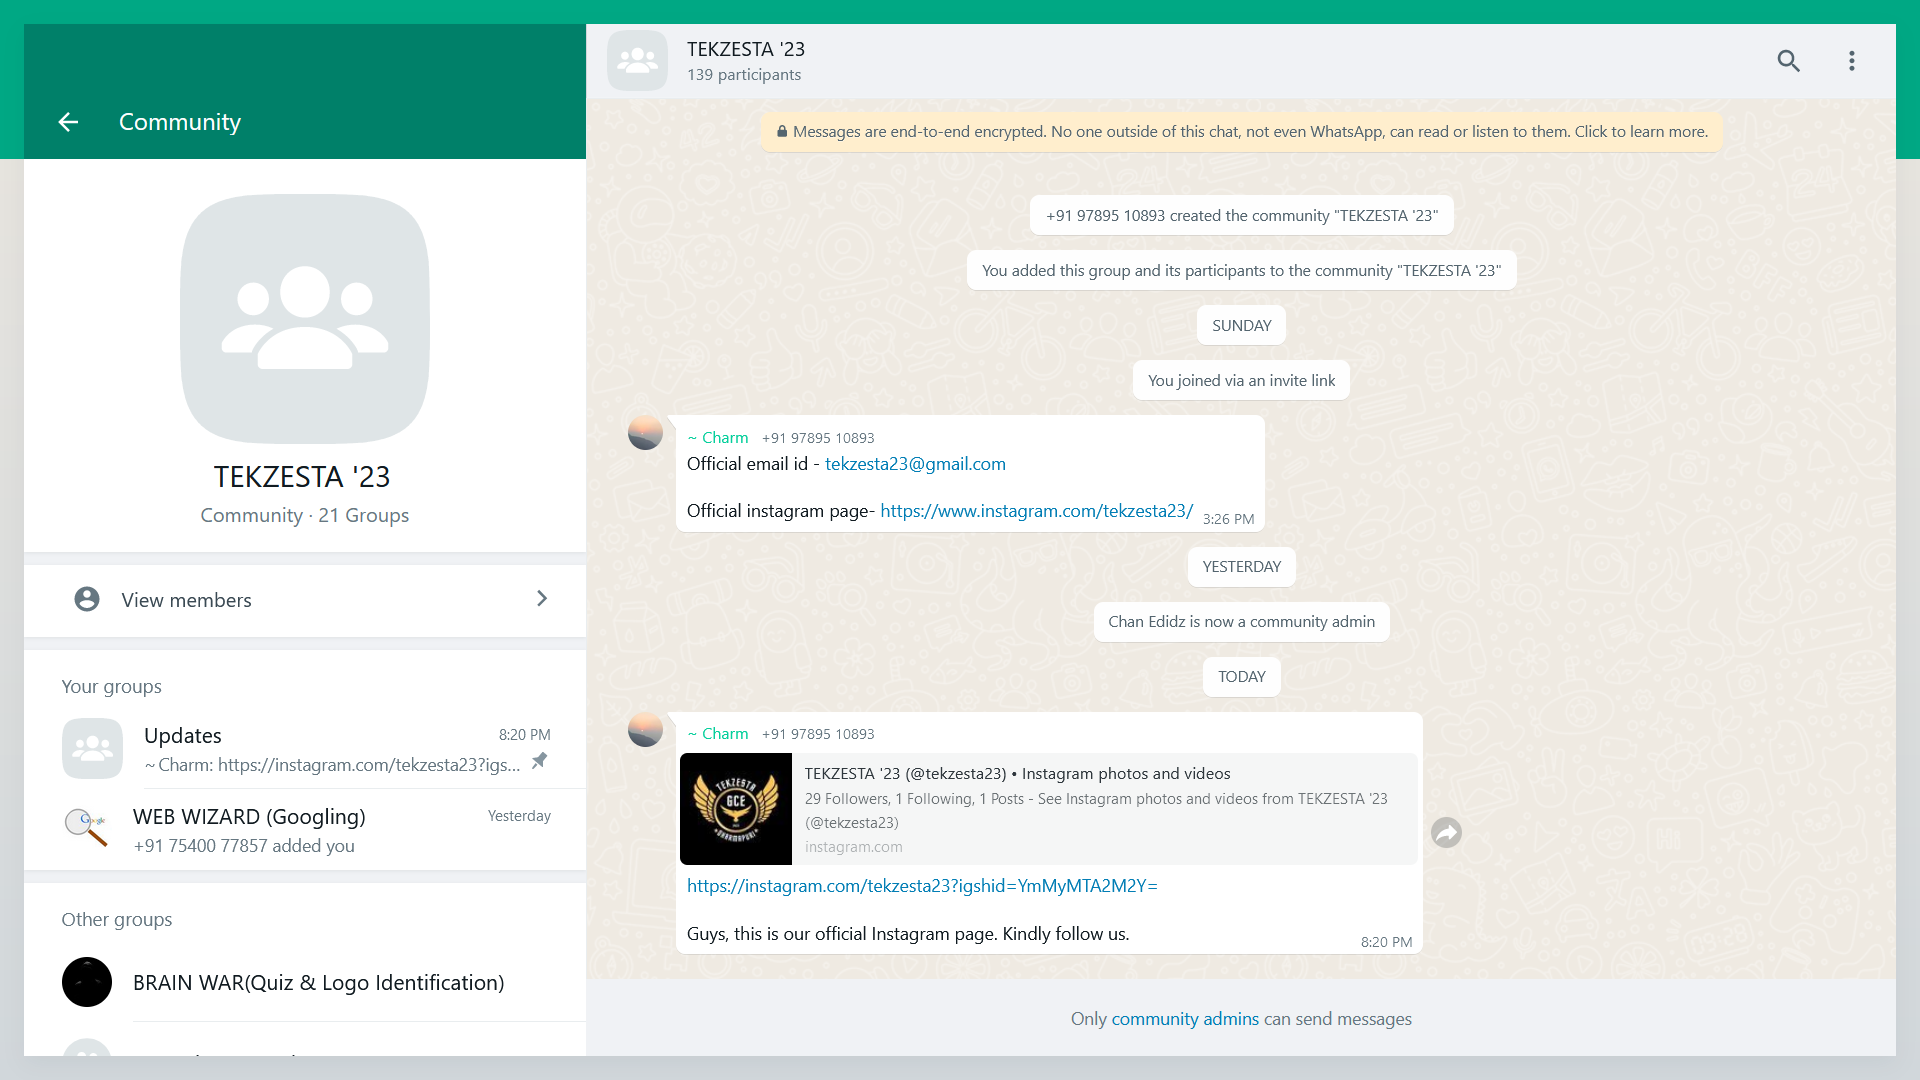 Community
TEKZESTA '23
Community · 21 Groups
View members
Your groups
Updates
8:20 PM
~ Charm: https://instagram.com/tekzesta23?igs...
WEB WIZARD (Googling)
Yesterday
+91 75400 77857 added you
Other groups
BRAIN WAR(Quiz & Logo Identification)
TEKZESTA '23
139 participants
Messages are end-to-end encrypted. No one outside of this chat, not even WhatsApp, can read or listen to them. Click to learn more.
+91 97895 10893 created the community "TEKZESTA '23"
You added this group and its participants to the community "TEKZESTA '23"
SUNDAY
You joined via an invite link
~ Charm +91 97895 10893
Official email id - tekzesta23@gmail.com
Official instagram page- https://www.instagram.com/tekzesta23/
3:26 PM
YESTERDAY
Chan Edidz is now a community admin
TODAY
~ Charm +91 97895 10893
TEKZESTA
GCE
DHARMAPURI
TEKZESTA '23 (@tekzesta23) • Instagram photos and videos
29 Followers, 1 Following, 1 Posts - See Instagram photos and videos from TEKZESTA '23
(@tekzesta23)
instagram.com
https://instagram.com/tekzesta23?igshid=YmMyMTA2M2Y=
Guys, this is our official Instagram page. Kindly follow us.
8:20 PM
Only community admins can send messages